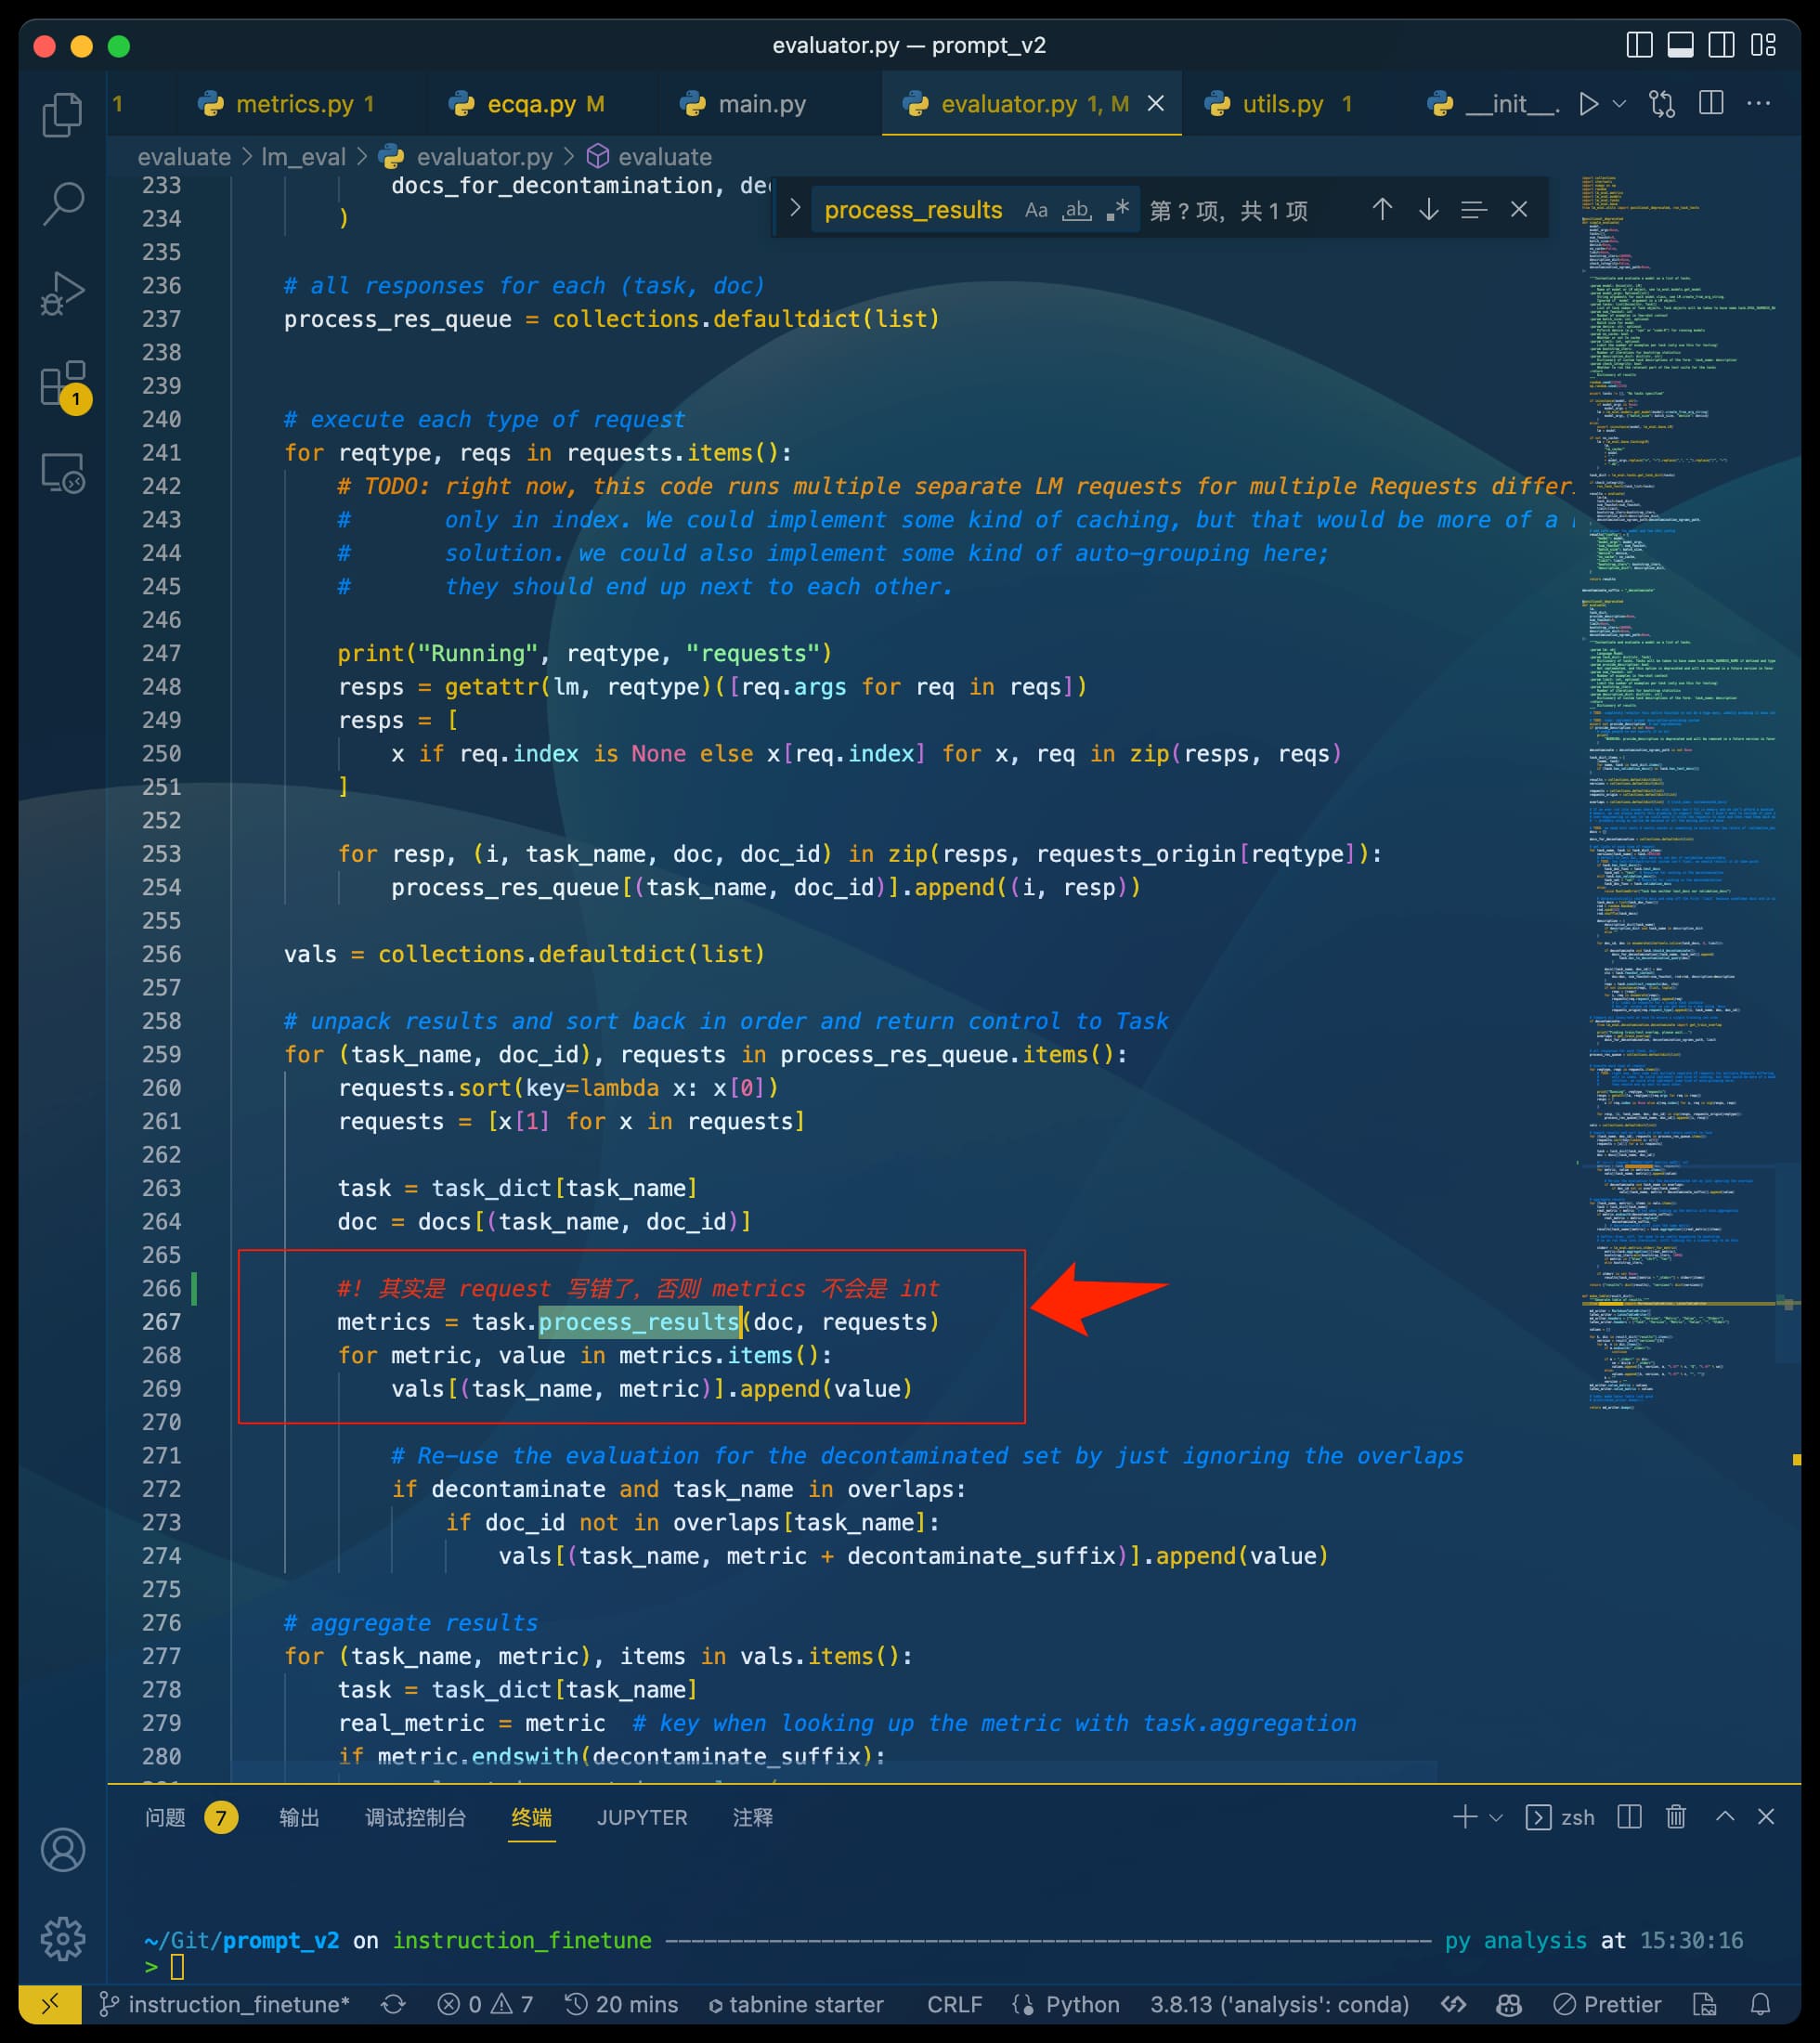 evaluator.py — prompt_v2
1
metrics.py 1
ecqa.py M
main.py
evaluator.py 1, M
utils.py 1
__init__.
evaluate > lm_eval > evaluator.py > evaluate
process_results Aa ab .* 第 ? 项，共 1 项
233 docs_for_decontamination, dec
234 )
235
236 # all responses for each (task, doc)
237 process_res_queue = collections.defaultdict(list)
238
239
240 # execute each type of request
241 for reqtype, reqs in requests.items():
242 # TODO: right now, this code runs multiple separate LM requests for multiple Requests differ
243 # only in index. We could implement some kind of caching, but that would be more of a
244 # solution. we could also implement some kind of auto-grouping here;
245 # they should end up next to each other.
246
247 print("Running", reqtype, "requests")
248 resps = getattr(lm, reqtype)([req.args for req in reqs])
249 resps = [
250 x if req.index is None else x[req.index] for x, req in zip(resps, reqs)
251 ]
252
253 for resp, (i, task_name, doc, doc_id) in zip(resps, requests_origin[reqtype]):
254 process_res_queue[(task_name, doc_id)].append((i, resp))
255
256 vals = collections.defaultdict(list)
257
258 # unpack results and sort back in order and return control to Task
259 for (task_name, doc_id), requests in process_res_queue.items():
260 requests.sort(key=lambda x: x[0])
261 requests = [x[1] for x in requests]
262
263 task = task_dict[task_name]
264 doc = docs[(task_name, doc_id)]
265
266 #! 其实是 request 写错了，否则 metrics 不会是 int
267 metrics = task.process_results(doc, requests)
268 for metric, value in metrics.items():
269 vals[(task_name, metric)].append(value)
270
271 # Re-use the evaluation for the decontaminated set by just ignoring the overlaps
272 if decontaminate and task_name in overlaps:
273 if doc_id not in overlaps[task_name]:
274 vals[(task_name, metric + decontaminate_suffix)].append(value)
275
276 # aggregate results
277 for (task_name, metric), items in vals.items():
278 task = task_dict[task_name]
279 real_metric = metric # key when looking up the metric with task.aggregation
280 if metric.endswith(decontaminate_suffix):
问题 7 输出 调试控制台 终端 JUPYTER 注释 zsh
~/Git/prompt_v2 on instruction_finetune py analysis at 15:30:16
>
instruction_finetune* 0 7 20 mins tabnine starter CRLF Python 3.8.13 ('analysis': conda) Prettier